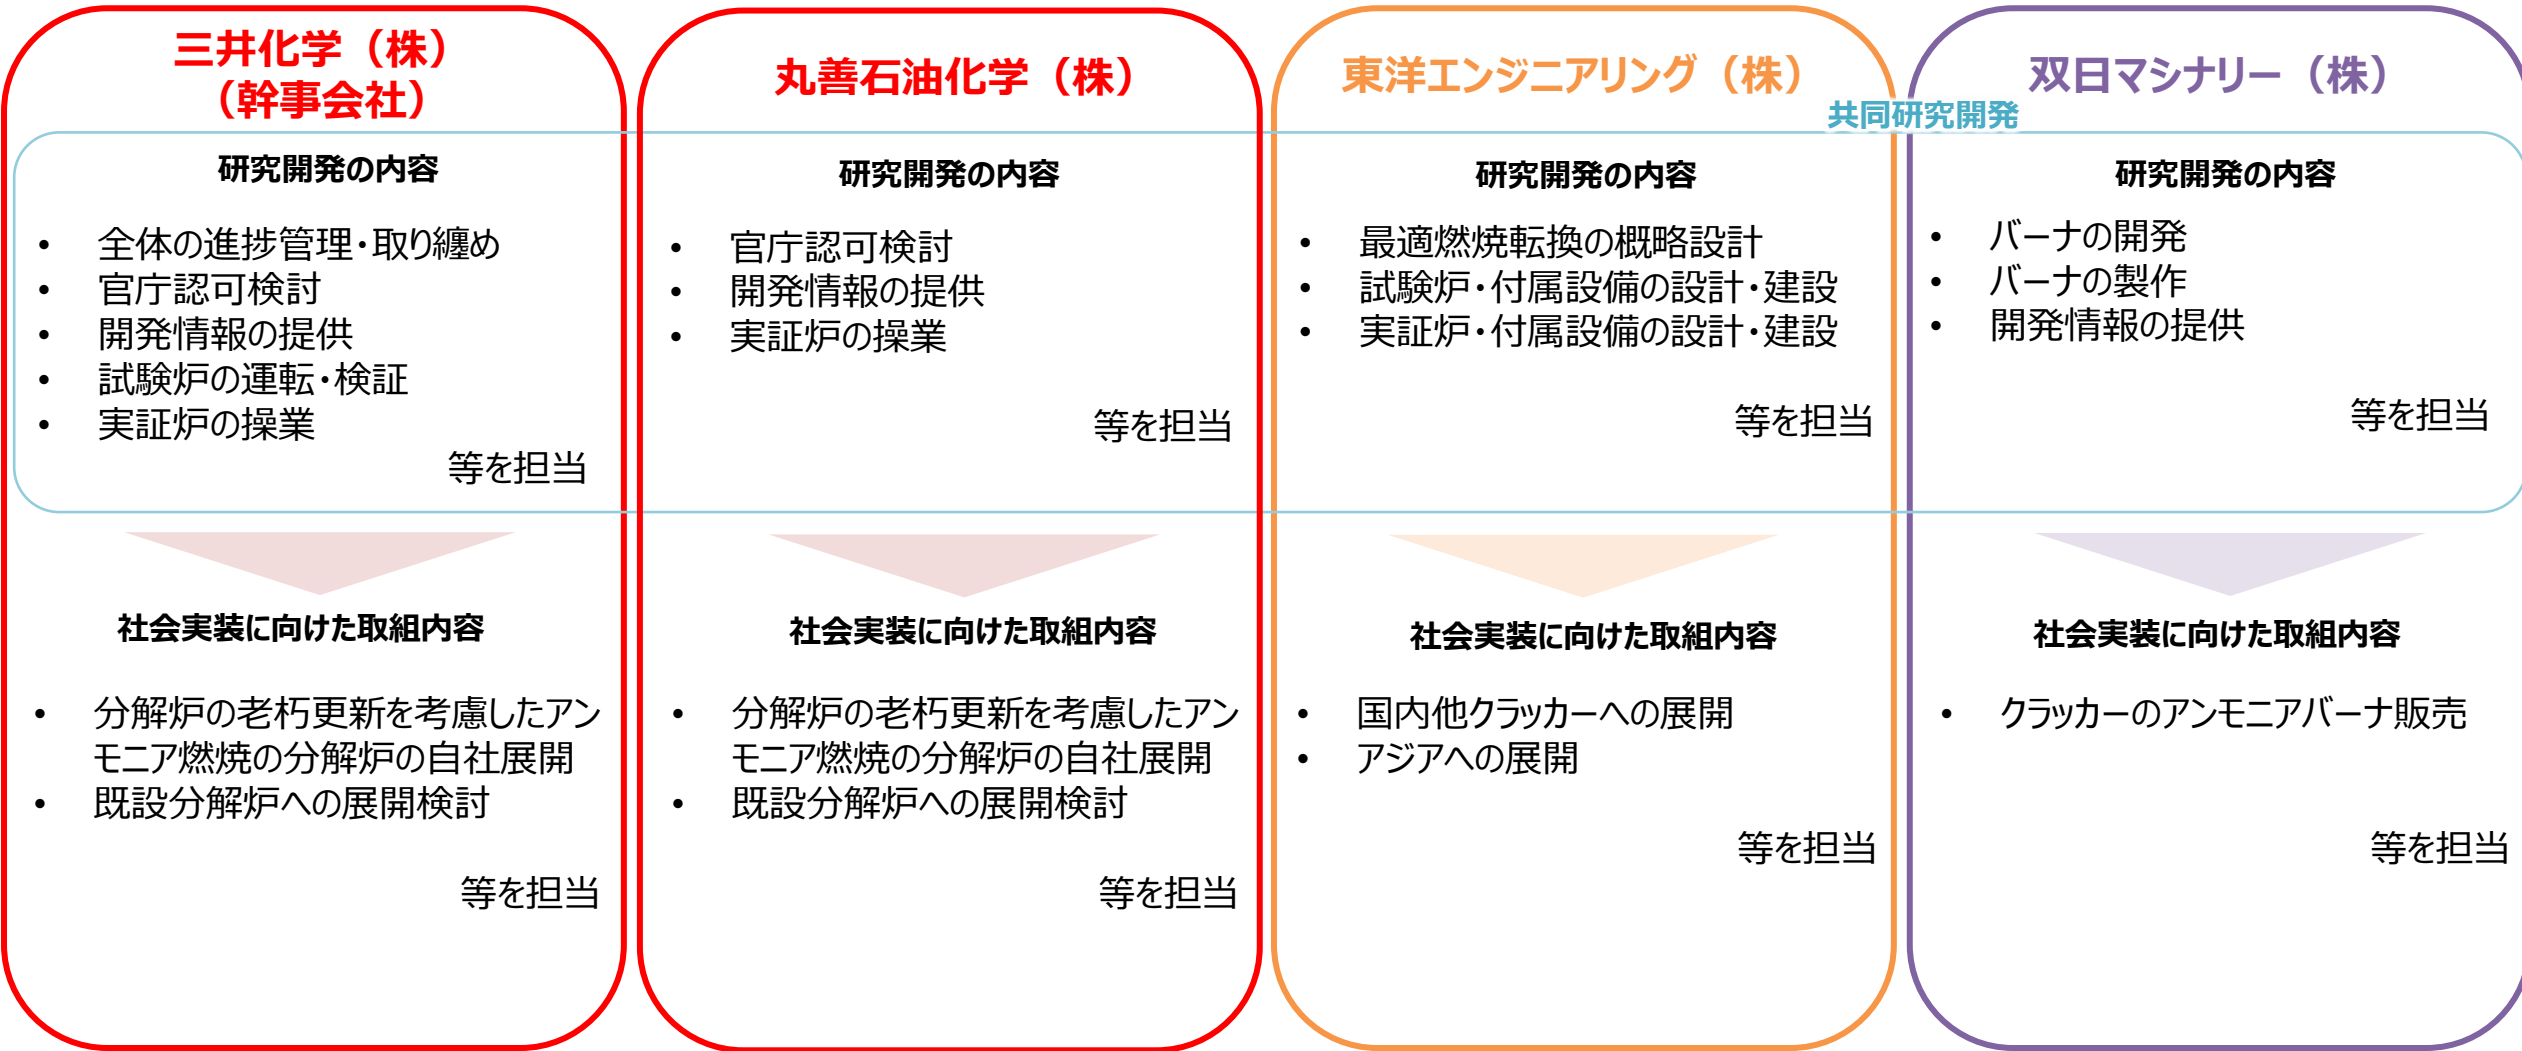 三井化学（株）
（幹事会社）
研究開発の内容
• 全体の進捗管理・取り纏め
• 官庁認可検討
• 開発情報の提供
• 試験炉の運転・検証
• 実証炉の操業
等を担当
社会実装に向けた取組内容
• 分解炉の老朽更新を考慮したアン
モニア燃焼の分解炉の自社展開
• 既設分解炉への展開検討
等を担当
丸善石油化学（株）
研究開発の内容
• 官庁認可検討
• 開発情報の提供
• 実証炉の操業
等を担当
社会実装に向けた取組内容
• 分解炉の老朽更新を考慮したアン
モニア燃焼の分解炉の自社展開
• 既設分解炉への展開検討
等を担当
東洋エンジニアリング（株）
共同研究開発
研究開発の内容
• 最適燃焼転換の概略設計
• 試験炉・付属設備の設計・建設
• 実証炉・付属設備の設計・建設
等を担当
社会実装に向けた取組内容
• 国内他クラッカーへの展開
• アジアへの展開
等を担当
双日マシナリー（株）
研究開発の内容
• バーナの開発
• バーナの製作
• 開発情報の提供
等を担当
社会実装に向けた取組内容
• クラッカーのアンモニアバーナ販売
等を担当